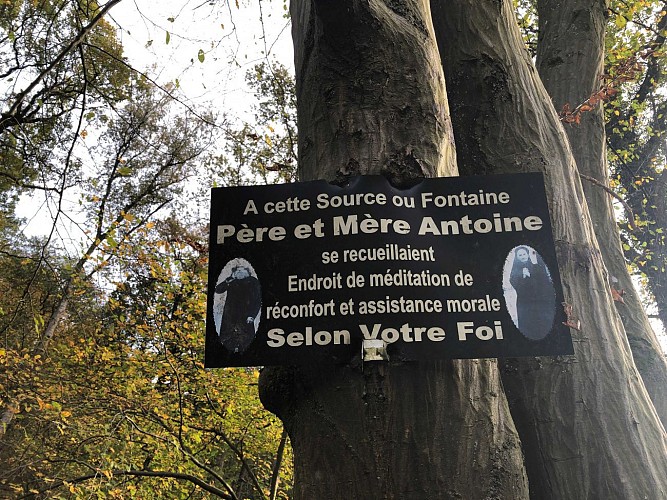 A cette Source ou Fontaine
Père et Mère Antoine
se recueillaient
Endroit de méditation de
réconfort et assistance morale
Selon Votre Foi